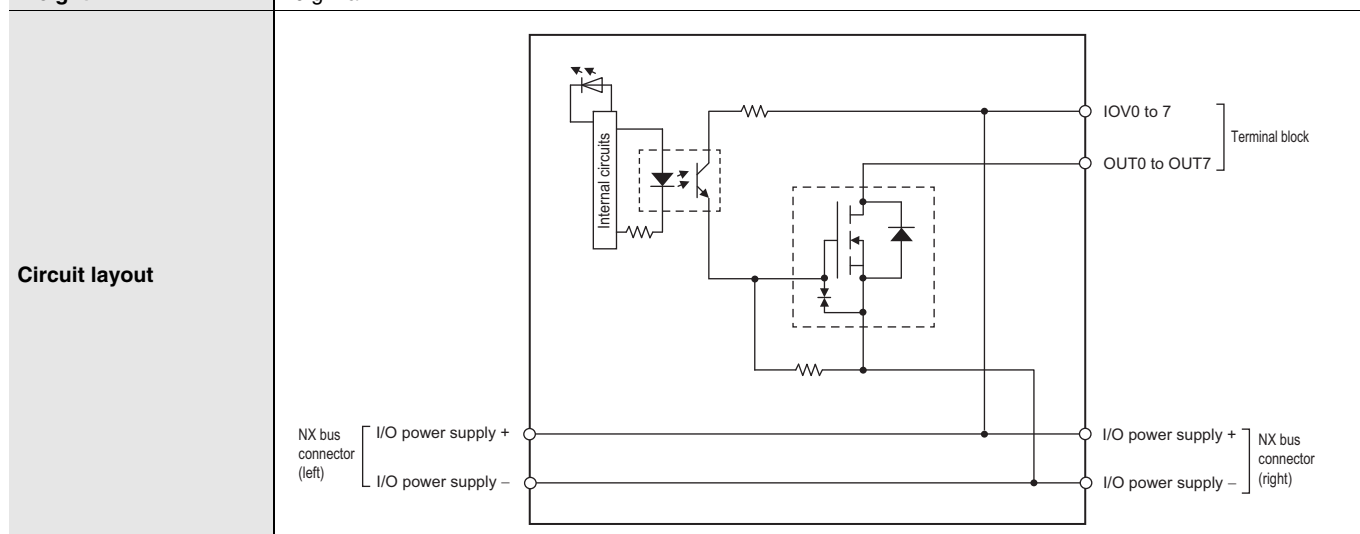 Circuit layout
Internal circuits
IOV0 to 7
OUT0 to OUT7
Terminal block
NX bus
connector
(left)
I/O power supply +
I/O power supply –
I/O power supply +
I/O power supply –
NX bus
connector
(right)